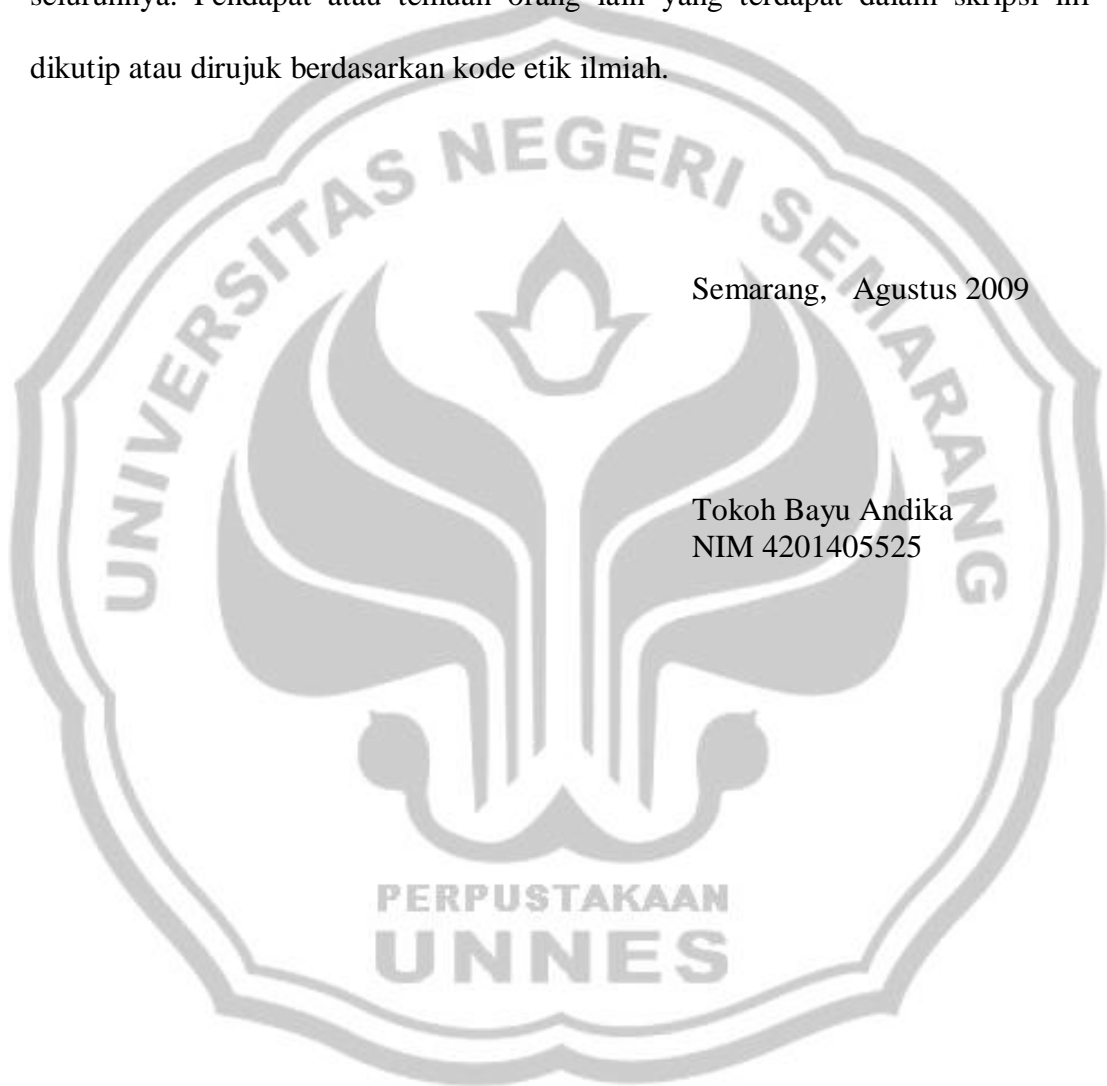 seluruhnya. Pendapat atau temuan orang lain yang terdapat dalam skripsi ini
dikutip atau dirujuk berdasarkan kode etik ilmiah.
UNIVERSITAS NEGERI SEMARANG
Semarang, Agustus 2009
Tokoh Bayu Andika
NIM 4201405525
PERPUSTAKAAN
UNNES